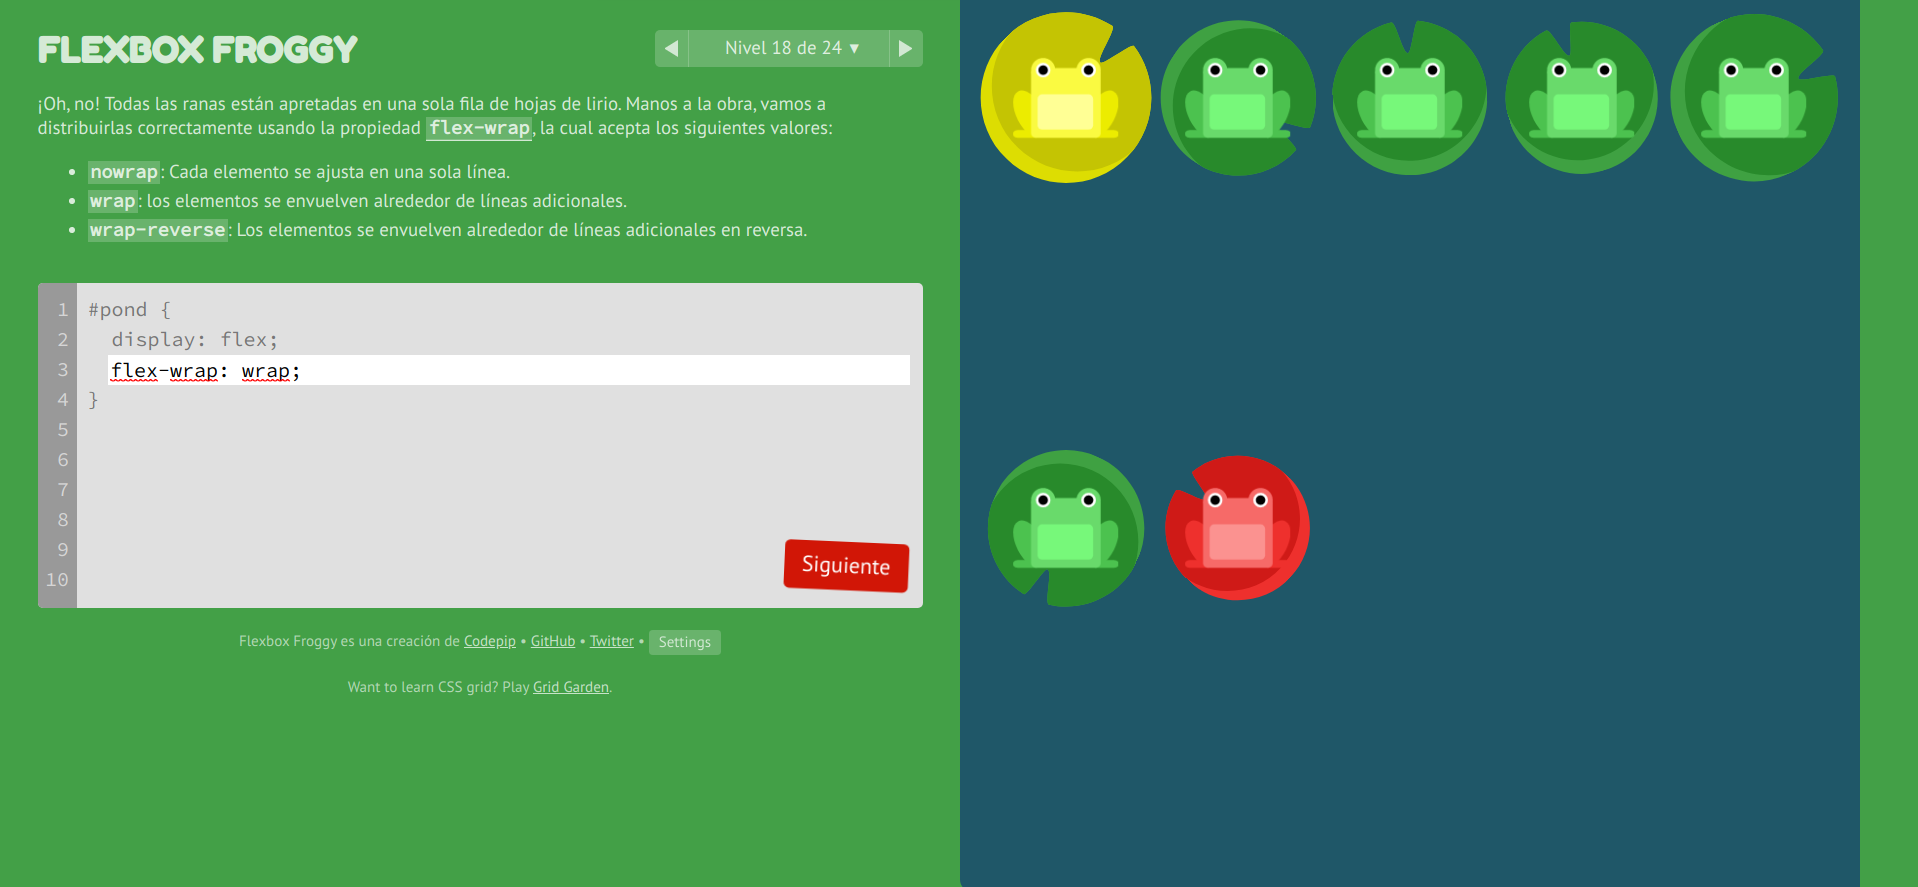 FLEXBOX FROGGY
◀ Nivel 18 de 24 ▼ ▶
¡Oh, no! Todas las ranas están apretadas en una sola fila de hojas de lirio. Manos a la obra, vamos a
distribuirlas correctamente usando la propiedad flex-wrap, la cual acepta los siguientes valores:
• nowrap: Cada elemento se ajusta en una sola línea.
• wrap: los elementos se envuelven alrededor de líneas adicionales.
• wrap-reverse: Los elementos se envuelven alrededor de líneas adicionales en reversa.
1 #pond {
2 display: flex;
3 flex-wrap: wrap;
4 }
5
6
7
8
9
10
Siguiente
Flexbox Froggy es una creación de Codepip • GitHub • Twitter • Settings
Want to learn CSS grid? Play Grid Garden.